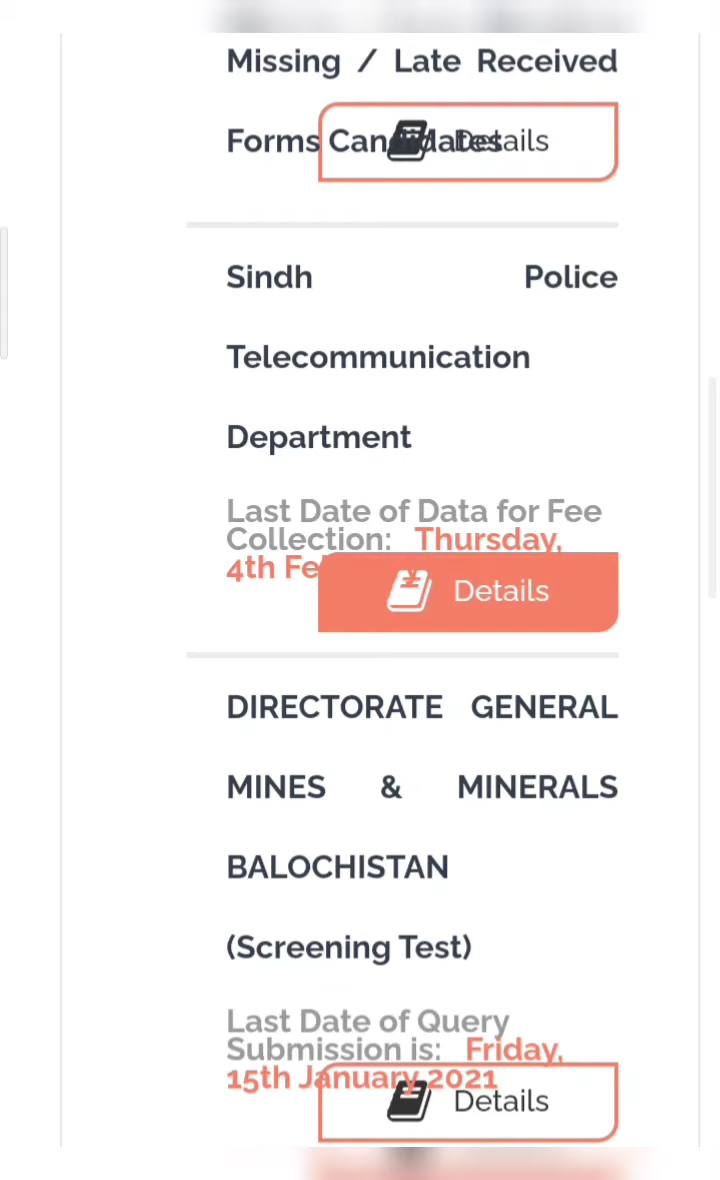 Missing / Late Received
Forms Candidates
Details
Sindh Police
Telecommunication
Department
Last Date of Data for Fee
Collection: Thursday,
4th
Details
DIRECTORATE GENERAL
MINES & MINERALS
BALOCHISTAN
(Screening Test)
Last Date of Query
Submission is: Friday,
15th January 2021
Details